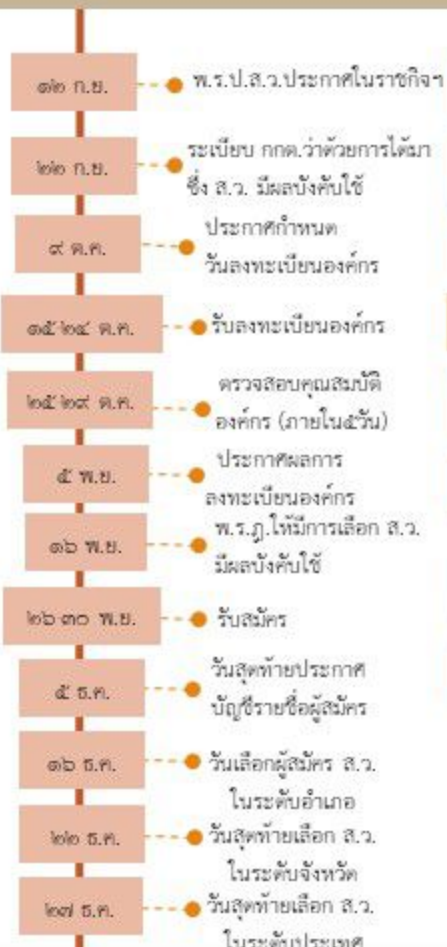 ๑๒ ก.ย.
พ.ร.ป.ส.ว.ประกาศในราชกิจฯ
๒๒ ก.ย.
ระเบียบ กกต.ว่าด้วยการได้มา
ซึ่ง ส.ว. มีผลบังคับใช้
๙ ต.ค.
ประกาศกำหนด
วันลงทะเบียนองค์กร
๑๕-๒๔ ต.ค.
รับลงทะเบียนองค์กร
๒๕-๒๙ ต.ค.
ตรวจสอบคุณสมบัติ
องค์กร (ภายใน๕วัน)
๕ พ.ย.
ประกาศผลการ
ลงทะเบียนองค์กร
๑๖ พ.ย.
พ.ร.ฎ.ให้มีการเลือก ส.ว.
มีผลบังคับใช้
๒๖-๓๐ พ.ย.
รับสมัคร
๕ ธ.ค.
วันสุดท้ายประกาศ
บัญชีรายชื่อผู้สมัคร
๑๖ ธ.ค.
วันเลือกผู้สมัคร ส.ว.
ในระดับอำเภอ
๒๒ ธ.ค.
วันสุดท้ายเลือก ส.ว.
ในระดับจังหวัด
๒๗ ธ.ค.
วันสุดท้ายเลือก ส.ว.
ในระดับประเทศ